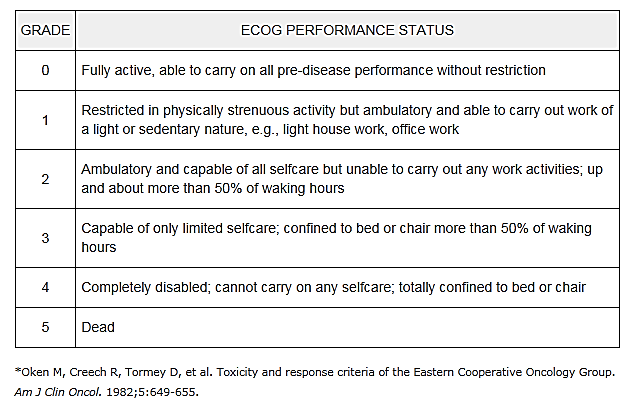 GRADE ECOG PERFORMANCE STATUS
0 Fully active, able to carry on all pre-disease performance without restriction
1 Restricted in physically strenuous activity but ambulatory and able to carry out work of
a light or sedentary nature, e.g., light house work, office work
2 Ambulatory and capable of all selfcare but unable to carry out any work activities; up
and about more than 50% of waking hours
3 Capable of only limited selfcare; confined to bed or chair more than 50% of waking
hours
4 Completely disabled; cannot carry on any selfcare; totally confined to bed or chair
5 Dead
*Oken M, Creech R, Tormey D, et al. Toxicity and response criteria of the Eastern Cooperative Oncology Group.
Am J Clin Oncol. 1982;5:649-655.